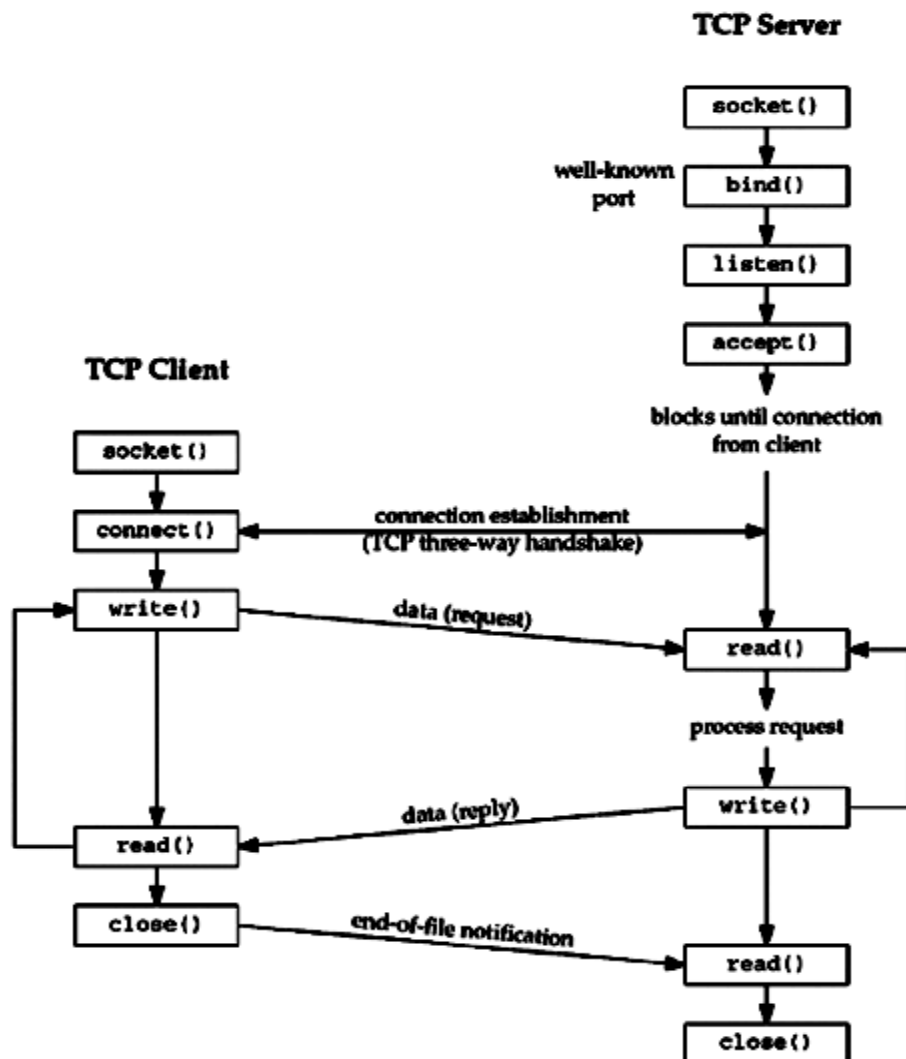 TCP Server
socket()
well-known
port
bind()
listen()
accept()
TCP Client
blocks until connection
from client
socket()
connect()
connection establishment
(TCP three-way handshake)
write()
data (request)
read()
process request
write()
data (reply)
read()
close()
end-of-file notification
read()
close()